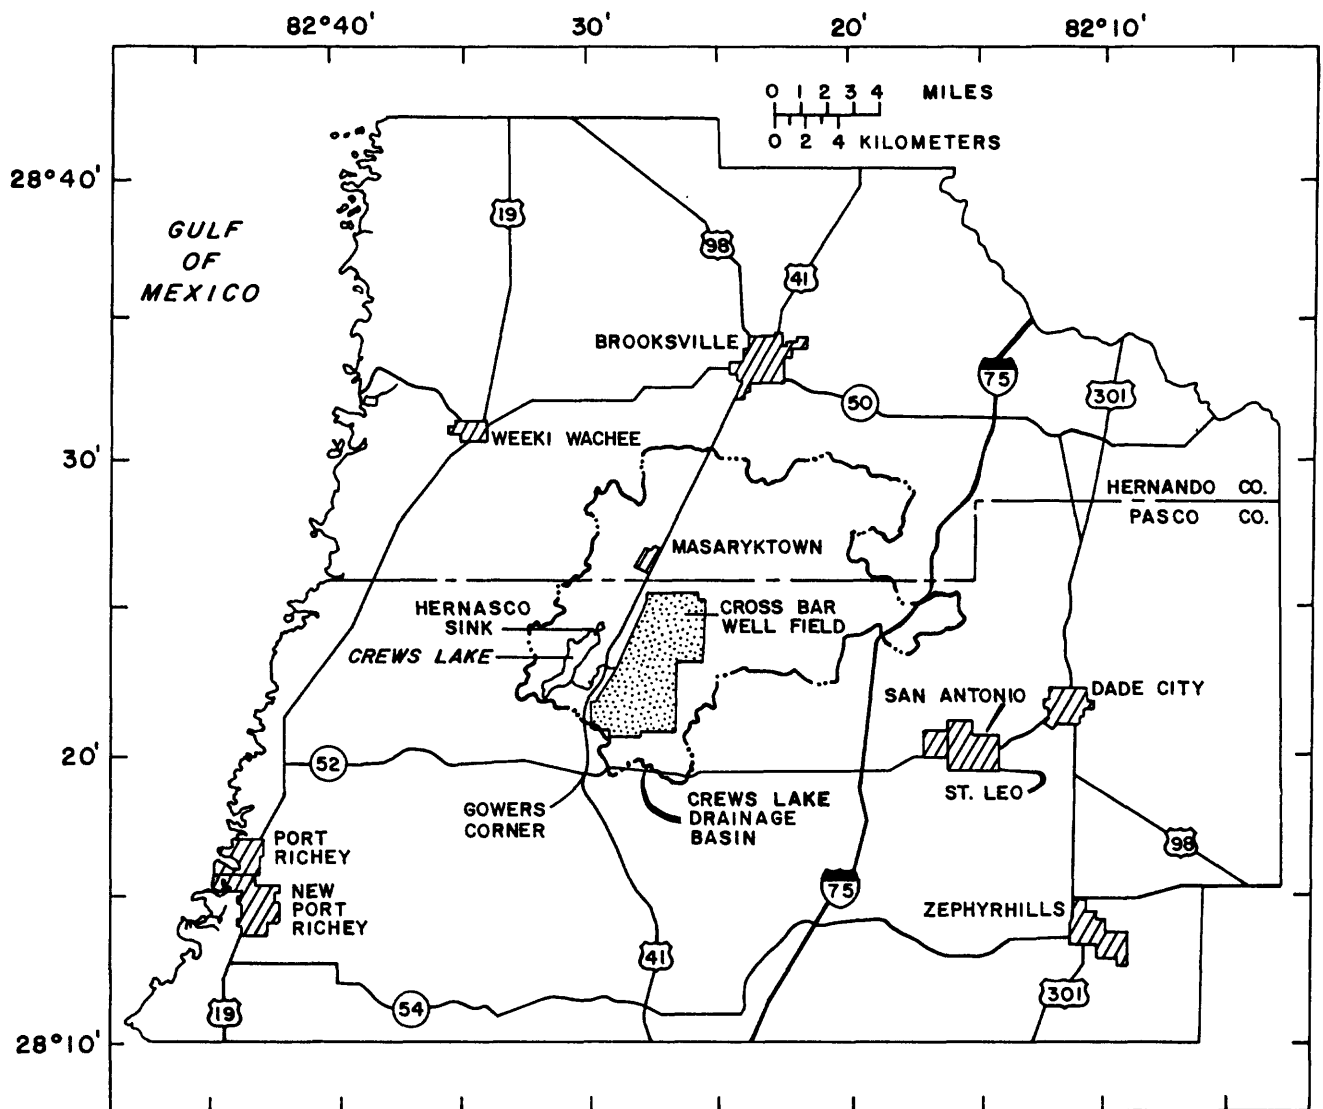 82°40'
30'
20'
82°10'
0 1 2 3 4 MILES
0 2 4 KILOMETERS
28°40'
GULF
OF
MEXICO
19
98
41
BROOKSVILLE
75
50
301
WEEKI WACHEE
30'
HERNANDO CO.
PASCO CO.
MASARYKTOWN
HERNASCO
SINK
CROSS BAR
WELL FIELD
CREWS LAKE
SAN ANTONIO
DADE CITY
20'
52
ST. LEO
GOWERS
CORNER
CREWS LAKE
DRAINAGE
BASIN
PORT
RICHEY
98
75
NEW
PORT
RICHEY
ZEPHYRHILLS
41
301
19
54
28°10'